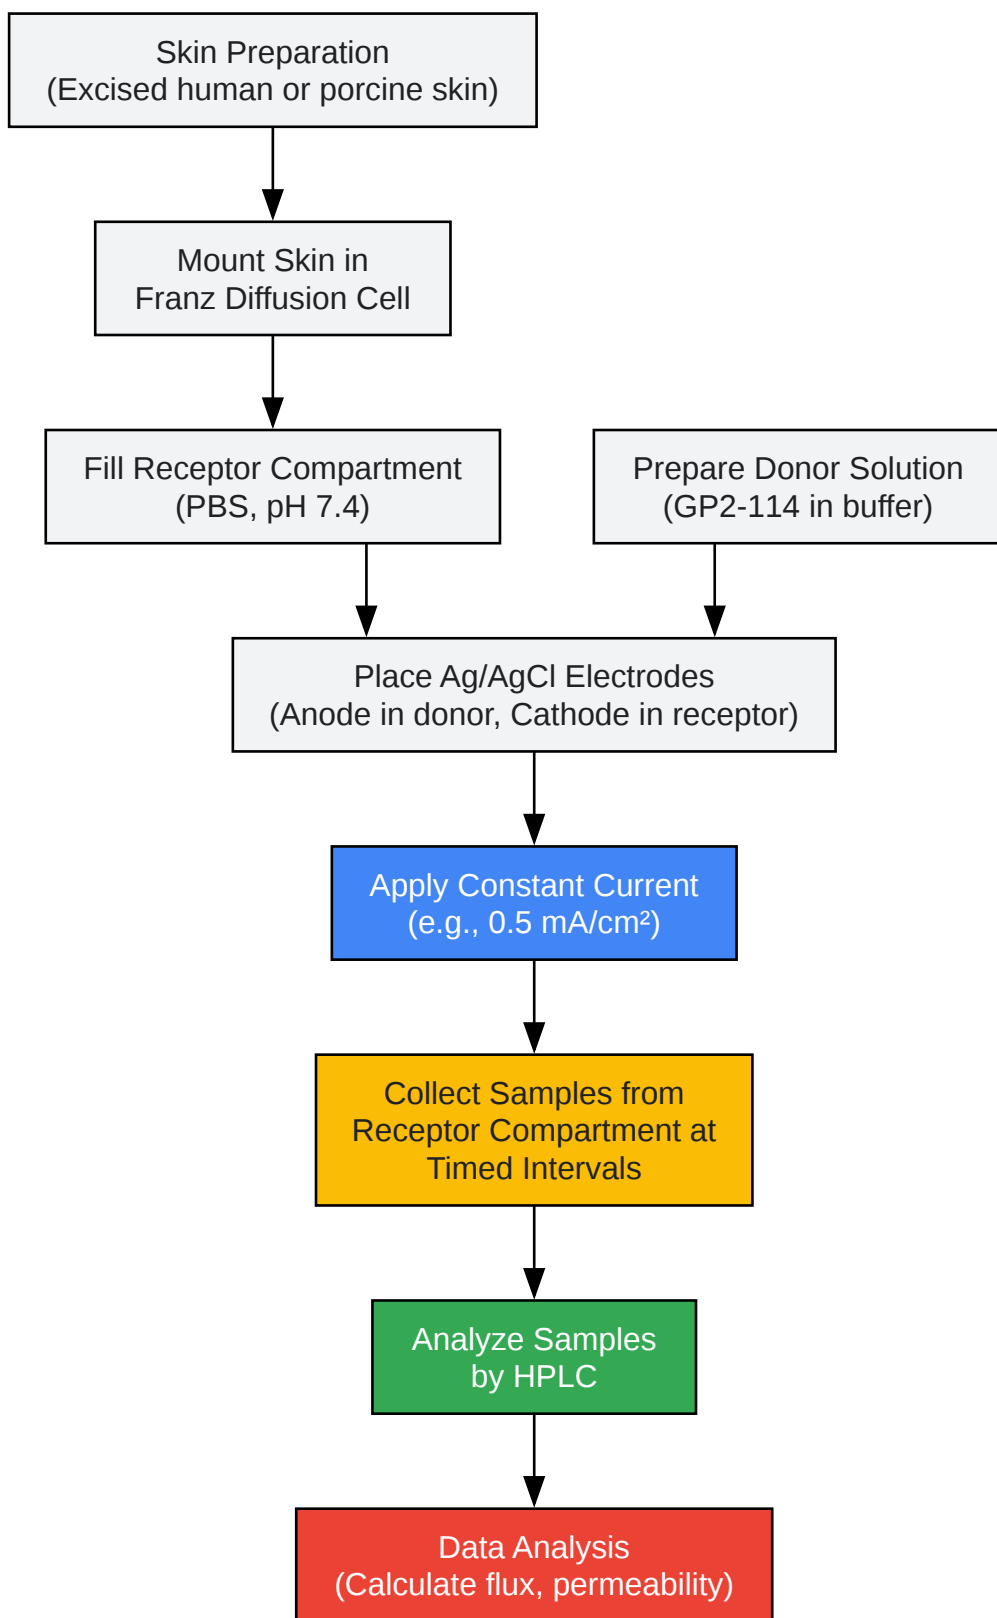 Skin Preparation
(Excised human or porcine skin)
Mount Skin in
Franz Diffusion Cell
Fill Receptor Compartment
(PBS, pH 7.4)
Prepare Donor Solution
(GP2-114 in buffer)
Place Ag/AgCl Electrodes
(Anode in donor, Cathode in receptor)
Apply Constant Current
(e.g., 0.5 mA/cm²)
Collect Samples from
Receptor Compartment at
Timed Intervals
Analyze Samples
by HPLC
Data Analysis
(Calculate flux, permeability)